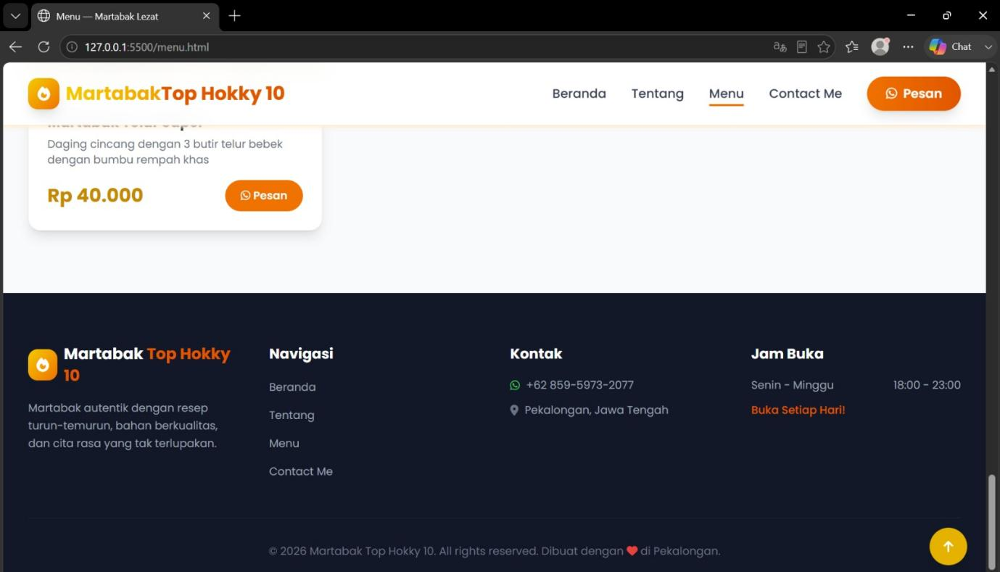 Menu — Martabak Lezat
127.0.0.1:5500/menu.html
Chat
MartabakTop Hokky 10
Beranda
Tentang
Menu
Contact Me
Pesan
Daging cincang dengan 3 butir telur bebek
dengan bumbu rempah khas
Rp 40.000
Pesan
Martabak Top Hokky
10
Martabak autentik dengan resep
turun-temurun, bahan berkualitas,
dan cita rasa yang tak terlupakan.
Navigasi
Beranda
Tentang
Menu
Contact Me
Kontak
+62 859-5973-2077
Pekalongan, Jawa Tengah
Jam Buka
Senin - Minggu 18:00 - 23:00
Buka Setiap Hari!
© 2026 Martabak Top Hokky 10. All rights reserved. Dibuat dengan ❤ di Pekalongan.